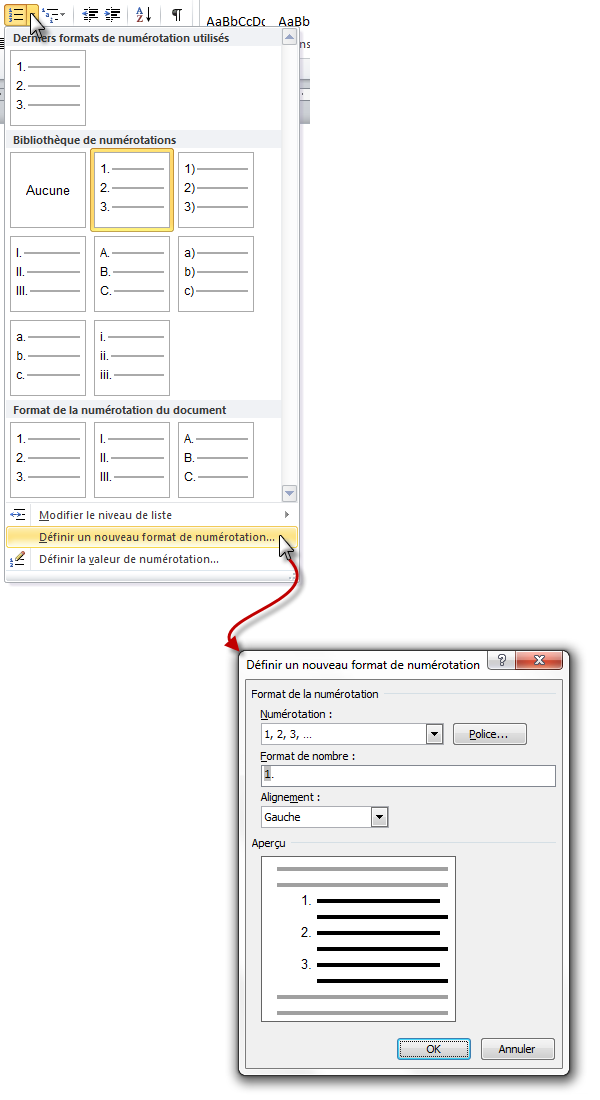 AaBbCcDc AaBb
Derniers formats de numérotation utilisés
1.
2.
3.
Bibliothèque de numérotations
Aucune 1. 1)
2. 2)
3. 3)
I. A. a)
II. B. b)
III. C. c)
a. i.
b. ii.
c. iii.
Format de la numérotation du document
1. I. A.
2. II. B.
3. III. C.
Modifier le niveau de liste
Définir un nouveau format de numérotation...
Définir la valeur de numérotation...
Définir un nouveau format de numérotation
Format de la numérotation
Numérotation :
1, 2, 3, ...
Police...
Format de nombre :
1.
Alignement :
Gauche
Aperçu
1.
2.
3.
OK Annuler